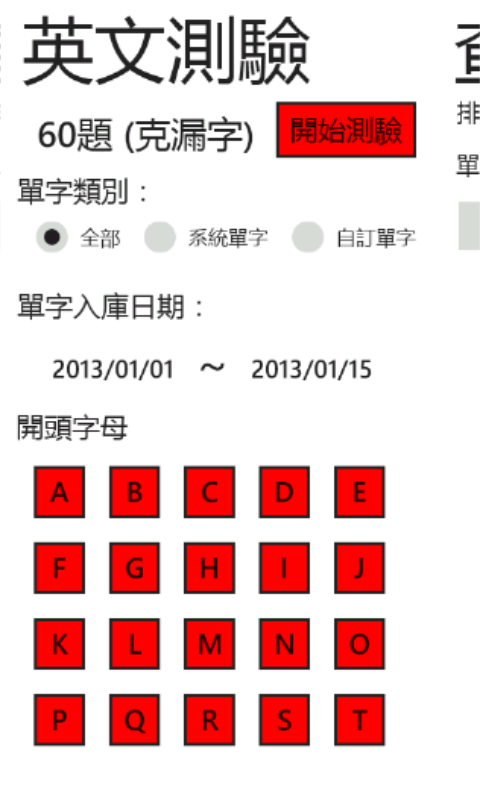 英文測驗
60題 (克漏字) 開始測驗
單字類別：
全部 系統單字 自訂單字
單字入庫日期：
2013/01/01 ～ 2013/01/15
開頭字母
A B C D E
F G H I J
K L M N O
P Q R S T
排
單